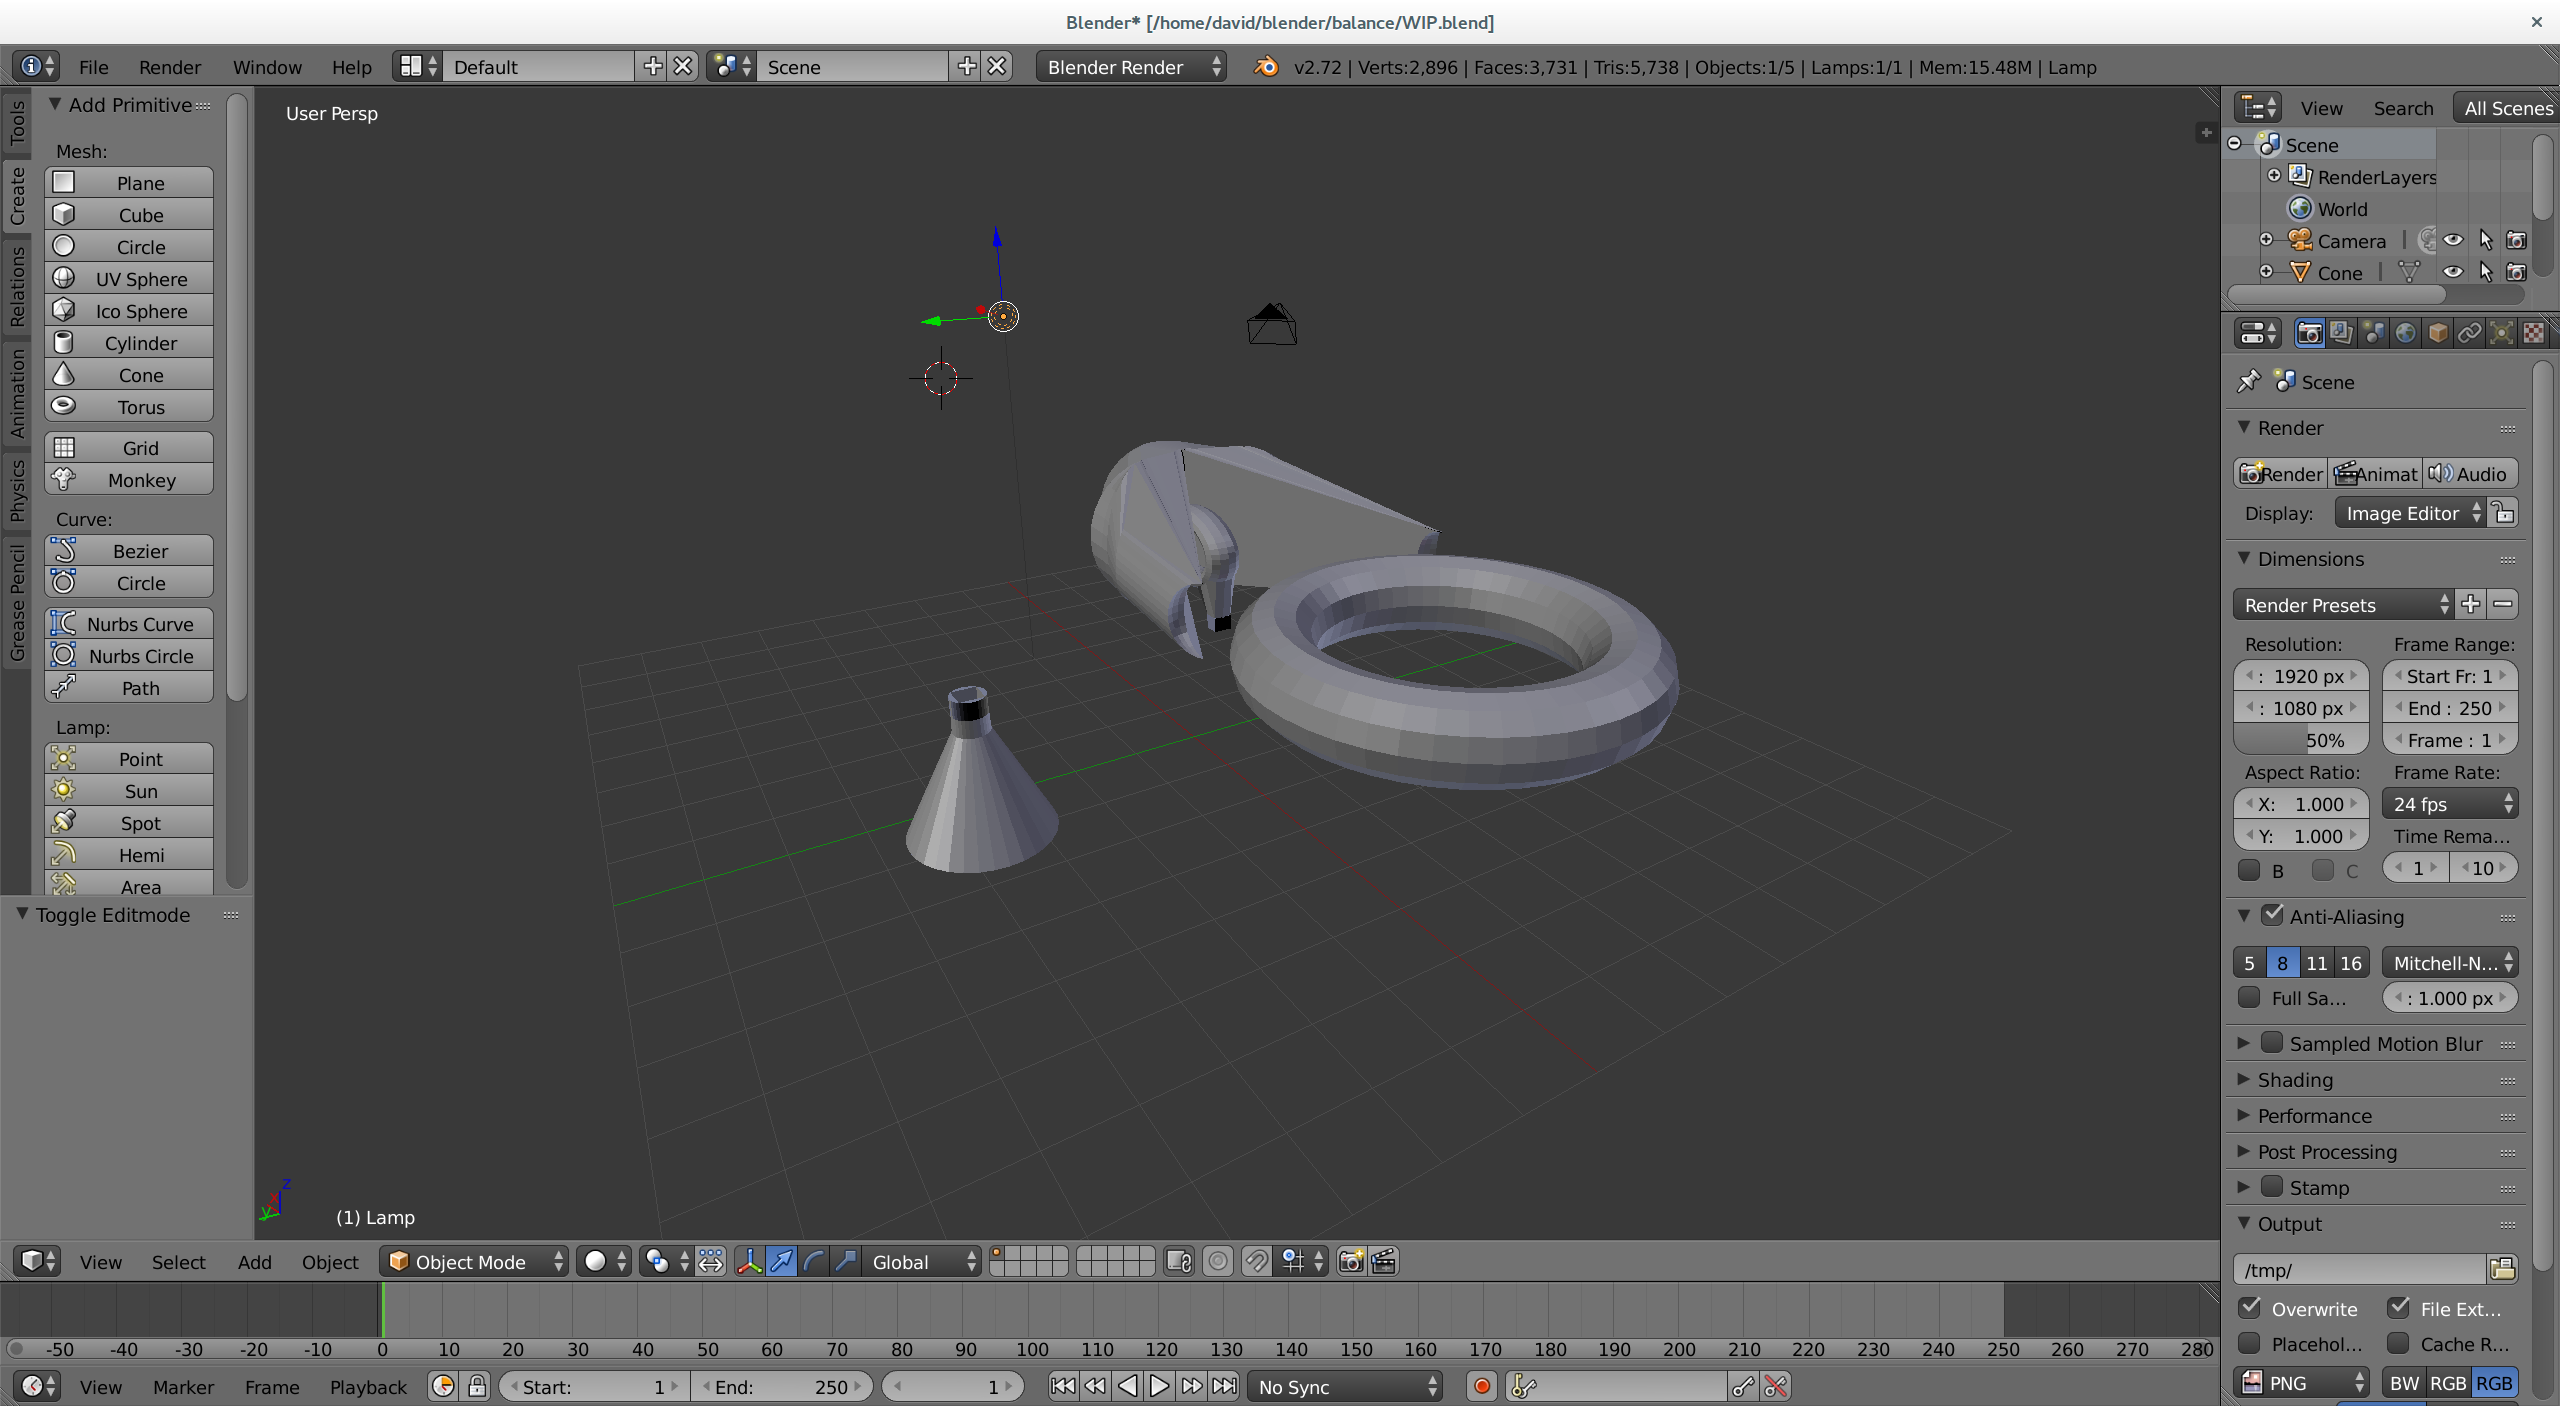 Blender* [/home/david/blender/balance/WIP.blend]
File Render Window Help Default Scene Blender Render v2.72 | Verts:2,896 | Faces:3,731 | Tris:5,738 | Objects:1/5 | Lamps:1/1 | Mem:15.48M | Lamp
Tools
Create
Relations
Animation
Physics
Grease Pencil
Add Primitive
Mesh:
Plane
Cube
Circle
UV Sphere
Ico Sphere
Cylinder
Cone
Torus
Grid
Monkey
Curve:
Bezier
Circle
Nurbs Curve
Nurbs Circle
Path
Lamp:
Point
Sun
Spot
Hemi
Area
Toggle Editmode
User Persp
z
x
y
(1) Lamp
View Select Add Object Object Mode Global
-50 -40 -30 -20 -10 0 10 20 30 40 50 60 70 80 90 100 110 120 130 140 150 160 170 180 190 200 210 220 230 240 250 260 270 280
View Marker Frame Playback Start: 1 End: 250 1 No Sync
View Search All Scenes
Scene
RenderLayers
World
Camera
Cone
Scene
Render
Render Animat Audio
Display: Image Editor
Dimensions
Render Presets
Resolution: Frame Range:
: 1920 px Start Fr: 1
: 1080 px End : 250
50% Frame : 1
Aspect Ratio: Frame Rate:
X: 1.000 24 fps
Y: 1.000 Time Rema...
B C 1 10
Anti-Aliasing
5 8 11 16 Mitchell-N...
Full Sa... : 1.000 px
Sampled Motion Blur
Shading
Performance
Post Processing
Stamp
Output
/tmp/
Overwrite File Ext...
Placehol... Cache R...
PNG BW RGB RGB